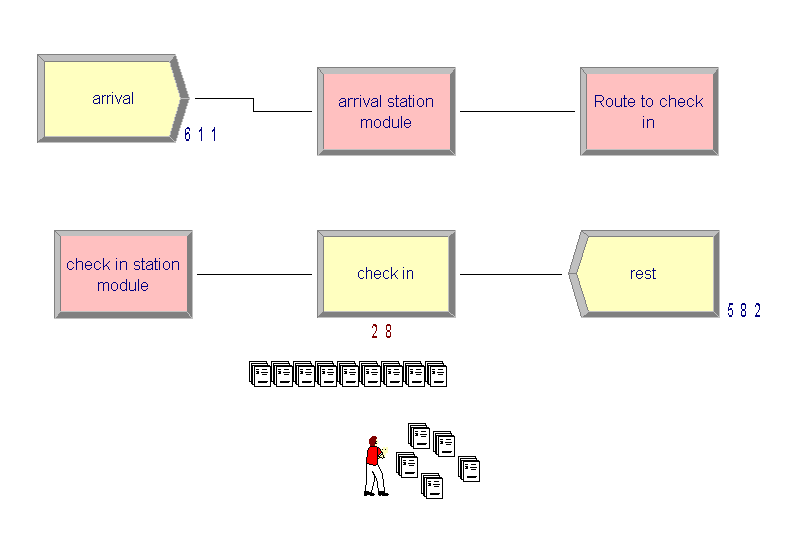 arrival
6 1 1
arrival station
module
Route to check
in
check in station
module
check in
2 8
rest
5 8 2